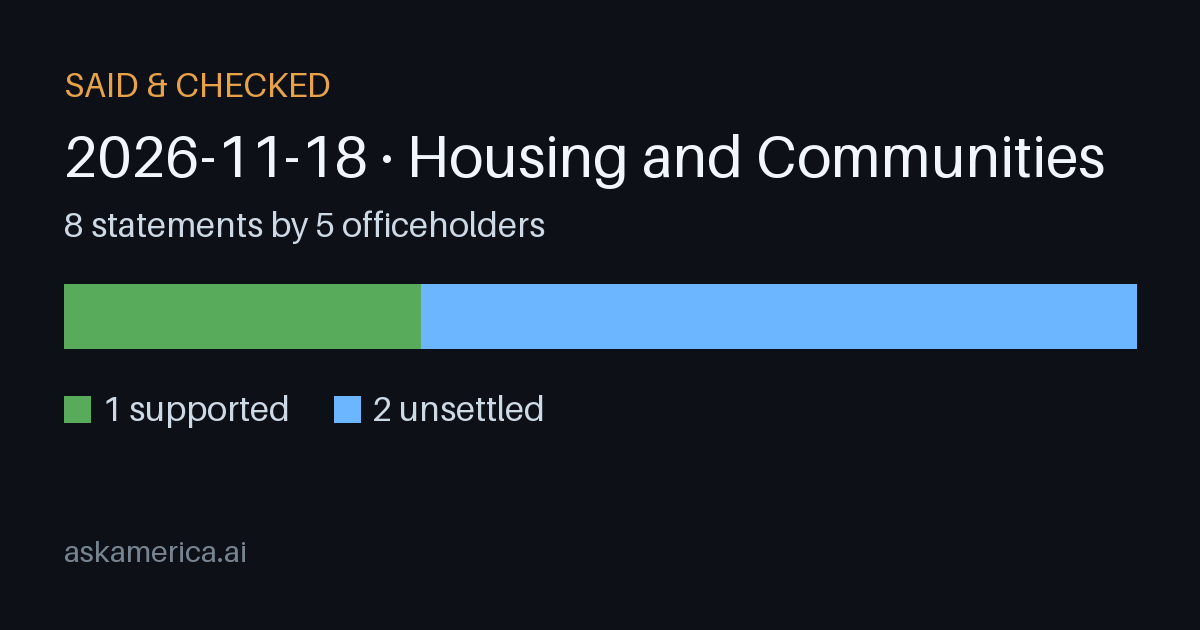 SAID & CHECKED
2026-11-18 · Housing and Communities
8 statements by 5 officeholders
1 supported 2 unsettled
askamerica.ai